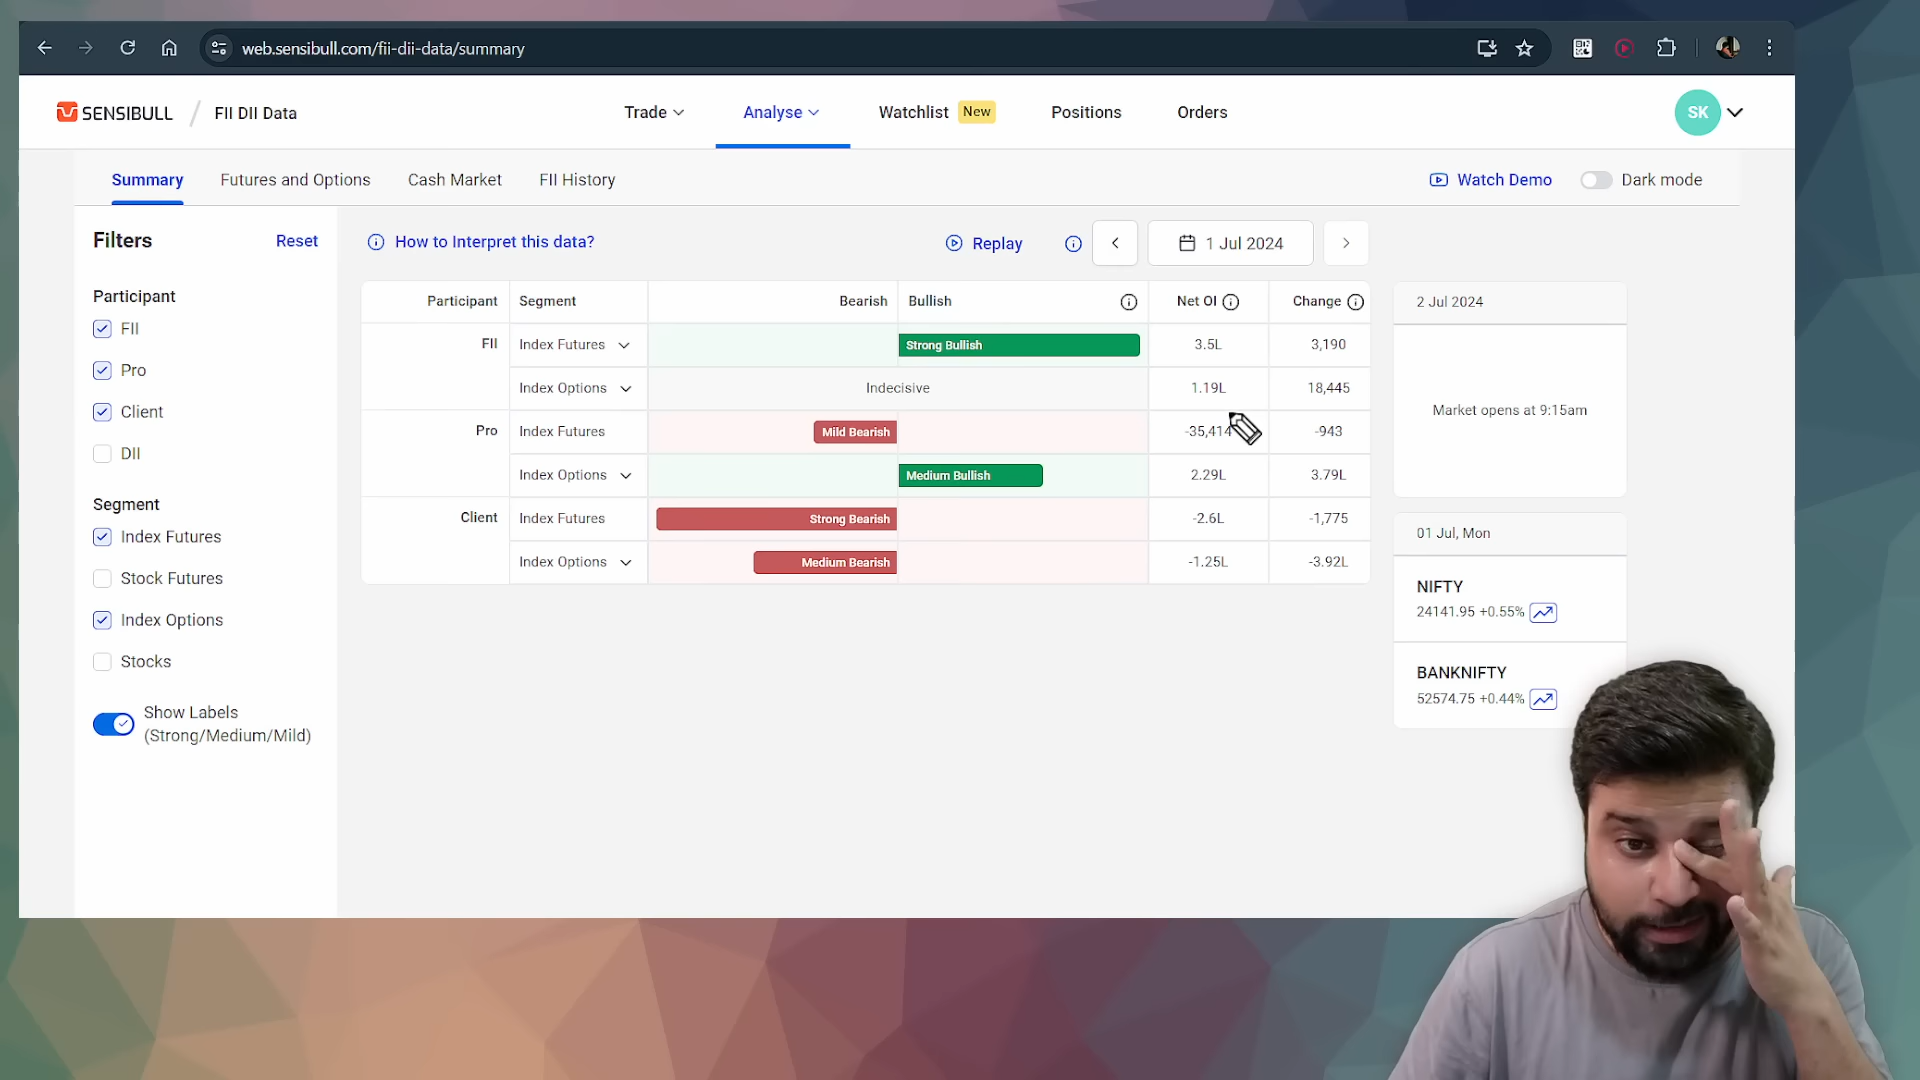 web.sensibull.com/fii-dii-data/summary
SENSIBULL / FII DII Data
Trade
Analyse
Watchlist New
Positions
Orders
SK
Summary
Futures and Options
Cash Market
FII History
Watch Demo
Dark mode
Filters
Reset
Participant
FII
Pro
Client
DII
Segment
Index Futures
Stock Futures
Index Options
Stocks
Show Labels
(Strong/Medium/Mild)
How to Interpret this data?
Replay
1 Jul 2024
Participant Segment Bearish Bullish Net OI Change
FII Index Futures Strong Bullish 3.5L 3,190
Index Options Indecisive 1.19L 18,445
Pro Index Futures Mild Bearish -35,414 -943
Index Options Medium Bullish 2.29L 3.79L
Client Index Futures Strong Bearish -2.6L -1,775
Index Options Medium Bearish -1.25L -3.92L
2 Jul 2024
Market opens at 9:15am
01 Jul, Mon
NIFTY
24141.95 +0.55%
BANKNIFTY
52574.75 +0.44%